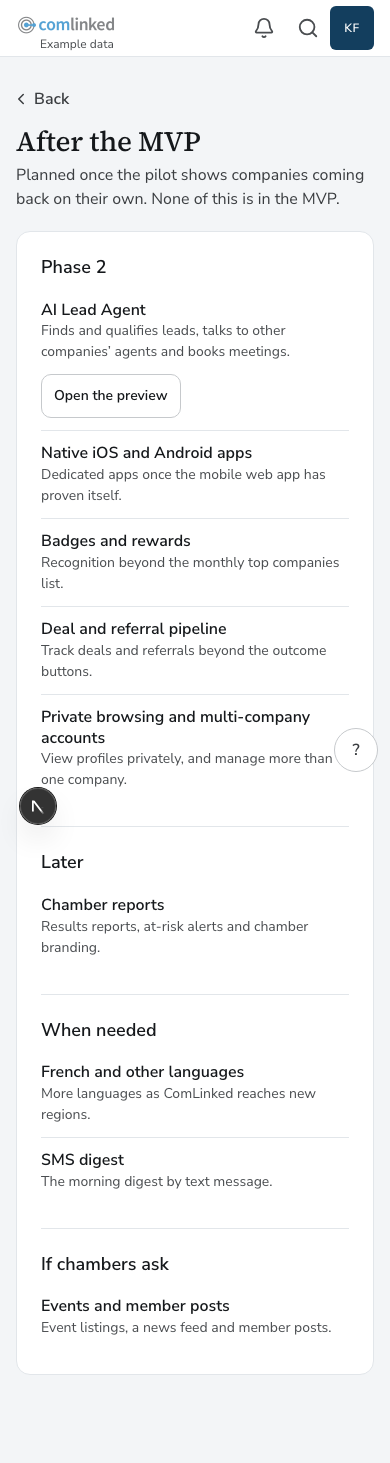 comlinked
Example data
KF
Back
After the MVP
Planned once the pilot shows companies coming
back on their own. None of this is in the MVP.
Phase 2
AI Lead Agent
Finds and qualifies leads, talks to other
companies’ agents and books meetings.
Open the preview
Native iOS and Android apps
Dedicated apps once the mobile web app has
proven itself.
Badges and rewards
Recognition beyond the monthly top companies
list.
Deal and referral pipeline
Track deals and referrals beyond the outcome
buttons.
Private browsing and multi-company
accounts
View profiles privately, and manage more than
one company.
?
N
Later
Chamber reports
Results reports, at-risk alerts and chamber
branding.
When needed
French and other languages
More languages as ComLinked reaches new
regions.
SMS digest
The morning digest by text message.
If chambers ask
Events and member posts
Event listings, a news feed and member posts.